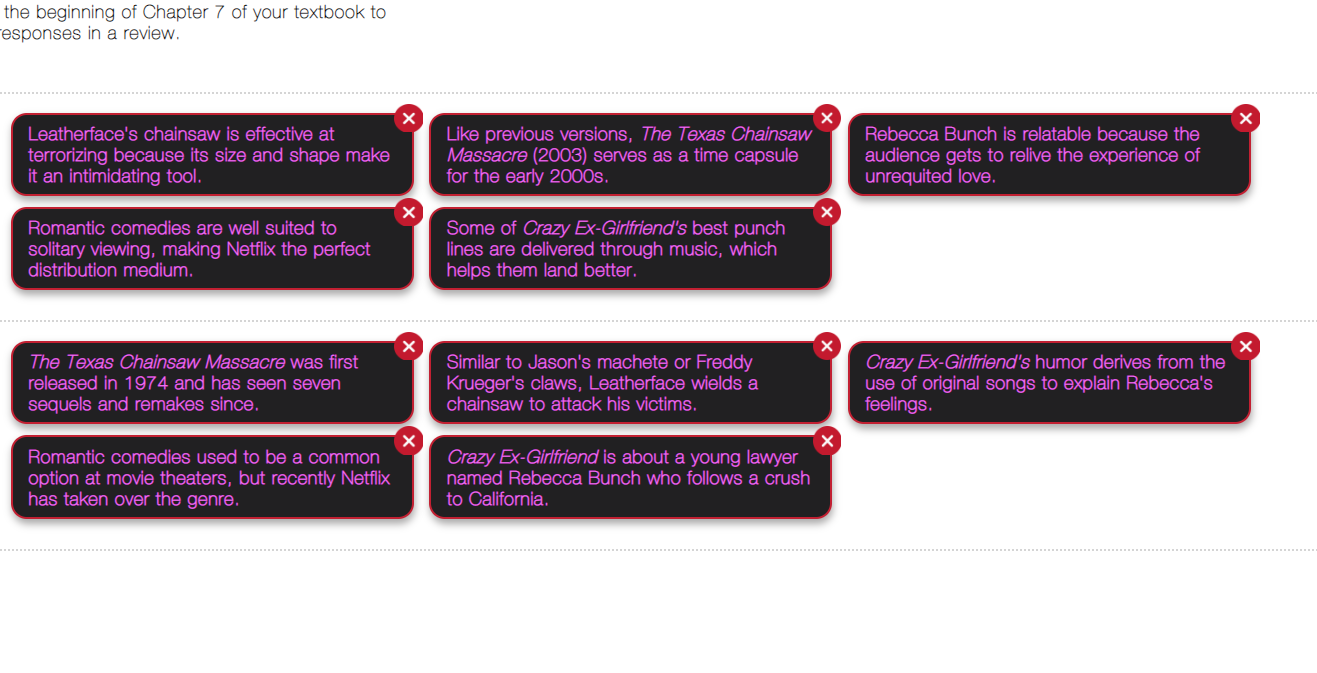 the beginning of Chapter 7 of your textbook to
responses in a review.
Leatherface's chainsaw is effective at
terrorizing because its size and shape make
it an intimidating tool.
Like previous versions, The Texas Chainsaw
Massacre (2003) serves as a time capsule
for the early 2000s.
Rebecca Bunch is relatable because the
audience gets to relive the experience of
unrequited love.
Romantic comedies are well suited to
solitary viewing, making Netflix the perfect
distribution medium.
Some of Crazy Ex-Girlfriend's best punch
lines are delivered through music, which
helps them land better.
The Texas Chainsaw Massacre was first
released in 1974 and has seen seven
sequels and remakes since.
Similar to Jason's machete or Freddy
Krueger's claws, Leatherface wields a
chainsaw to attack his victims.
Crazy Ex-Girlfriend's humor derives from the
use of original songs to explain Rebecca's
feelings.
Romantic comedies used to be a common
option at movie theaters, but recently Netflix
has taken over the genre.
Crazy Ex-Girlfriend is about a young lawyer
named Rebecca Bunch who follows a crush
to California.